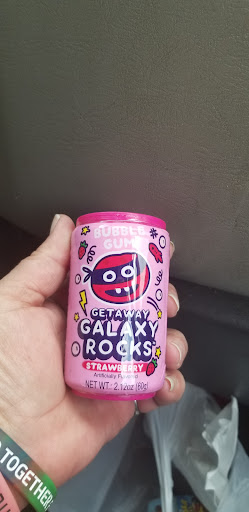 BUBBLE
GUM
GETAWAY
GALAXY
ROCKS
STRAWBERRY
Artificially Flavored
NET WT. 2.12oz (60g)
TOGETHER